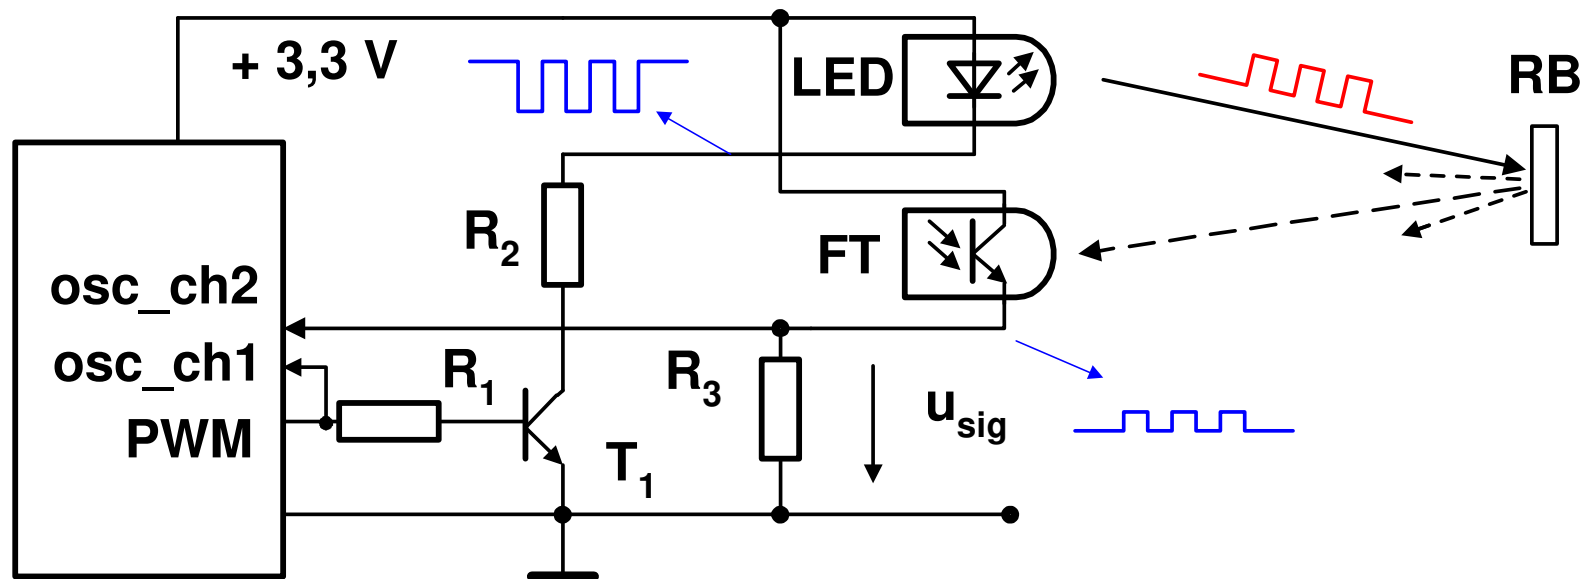 + 3,3 V
LED
RB
R2
FT
osc_ch2
osc_ch1
R1
R3
usig
PWM
T1